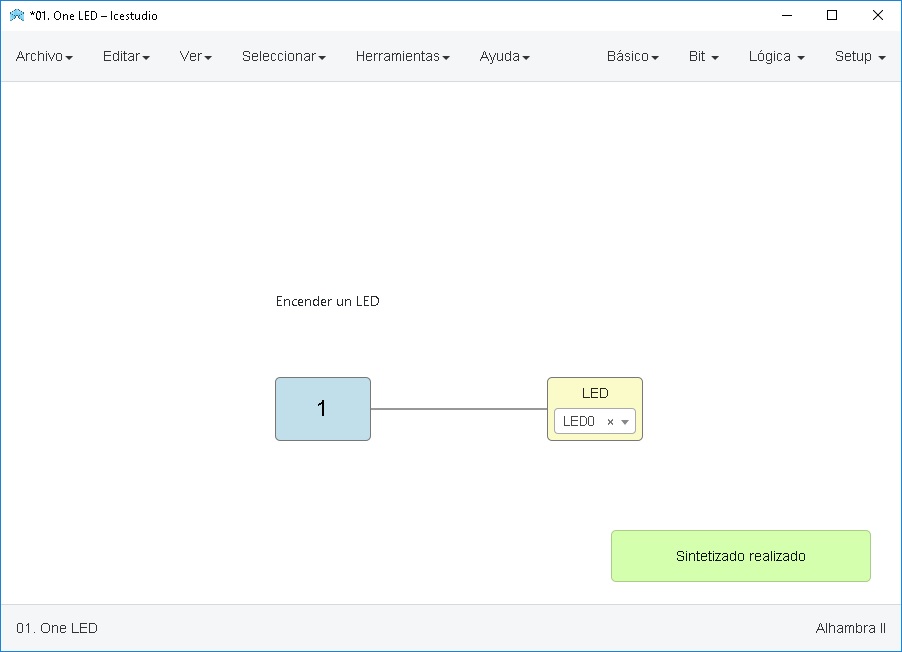 *01. One LED – Icestudio
Archivo Editar Ver Seleccionar Herramientas Ayuda Básico Bit Lógica Setup
Encender un LED
1
LED
LED0 ×
Sintetizado realizado
01. One LED Alhambra II